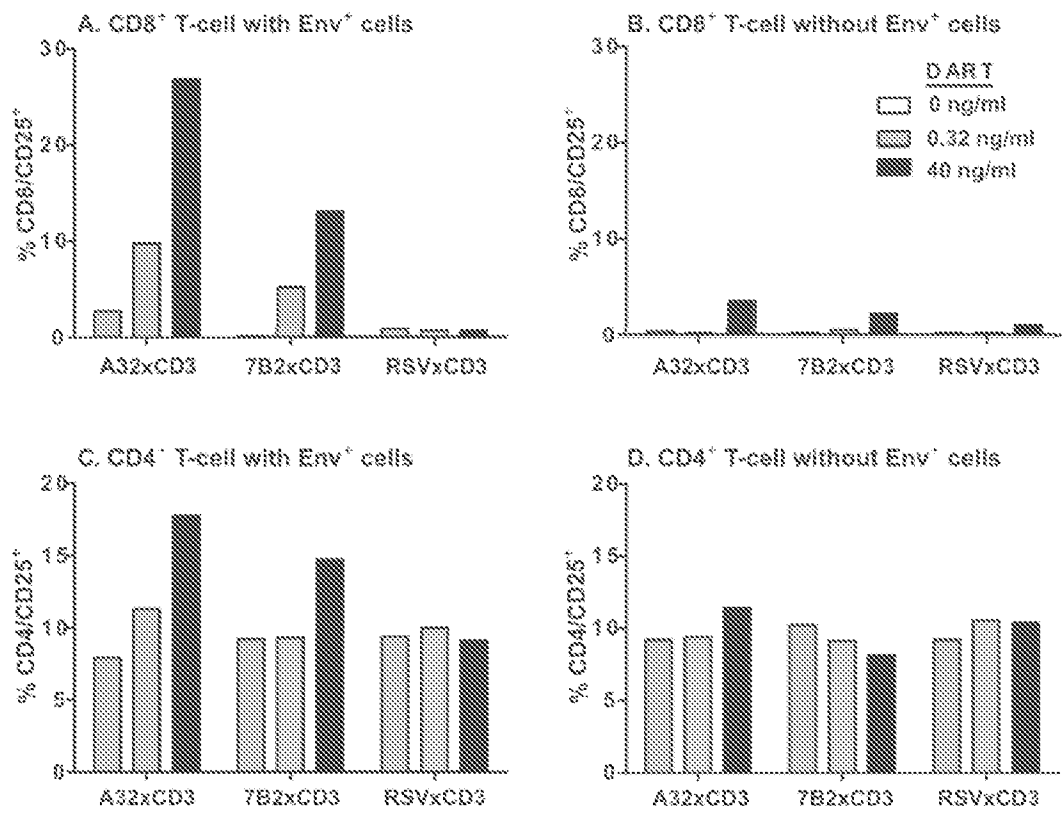 A. CD8⁺ T-cell with Env⁺ cells
B. CD8⁺ T-cell without Env⁺ cells
% CD8/CD25⁺
30
20
10
0
A32xCD3 7B2xCD3 RSVxCD3
% CD8/CD25⁺
30
20
10
0
DART
0 ng/ml
0.32 ng/ml
40 ng/ml
A32xCD3 7B2xCD3 RSVxCD3
C. CD4⁺ T-cell with Env⁺ cells
D. CD4⁺ T-cell without Env⁺ cells
% CD4/CD25⁺
20
15
10
5
0
A32xCD3 7B2xCD3 RSVxCD3
% CD4/CD25⁺
20
15
10
5
0
A32xCD3 7B2xCD3 RSVxCD3